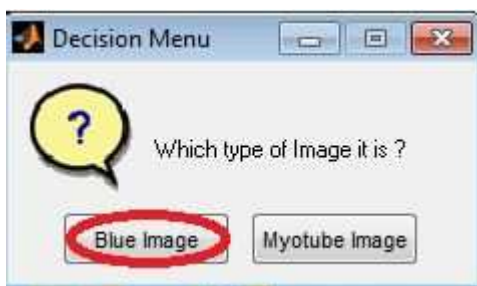 Decision Menu
?
Which type of Image it is ?
Blue Image Myotube Image